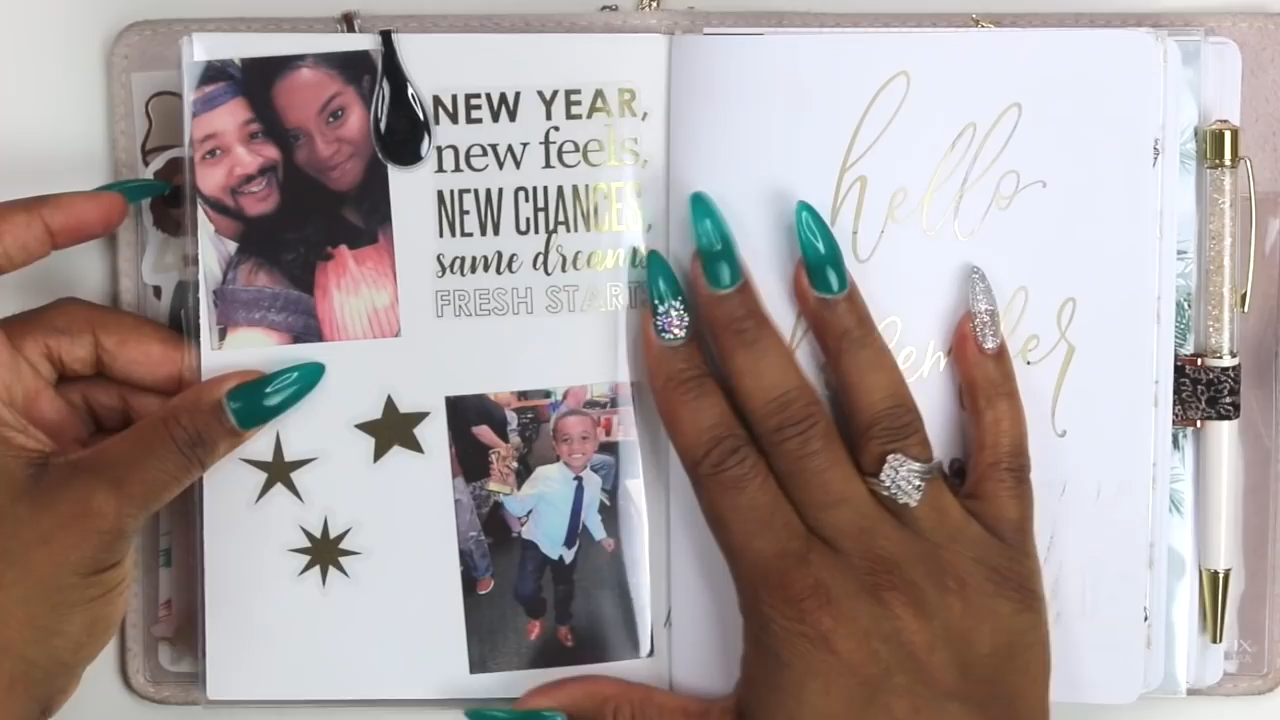 NEW YEAR,
new feels,
NEW CHANCES,
same dreams
FRESH START
hello